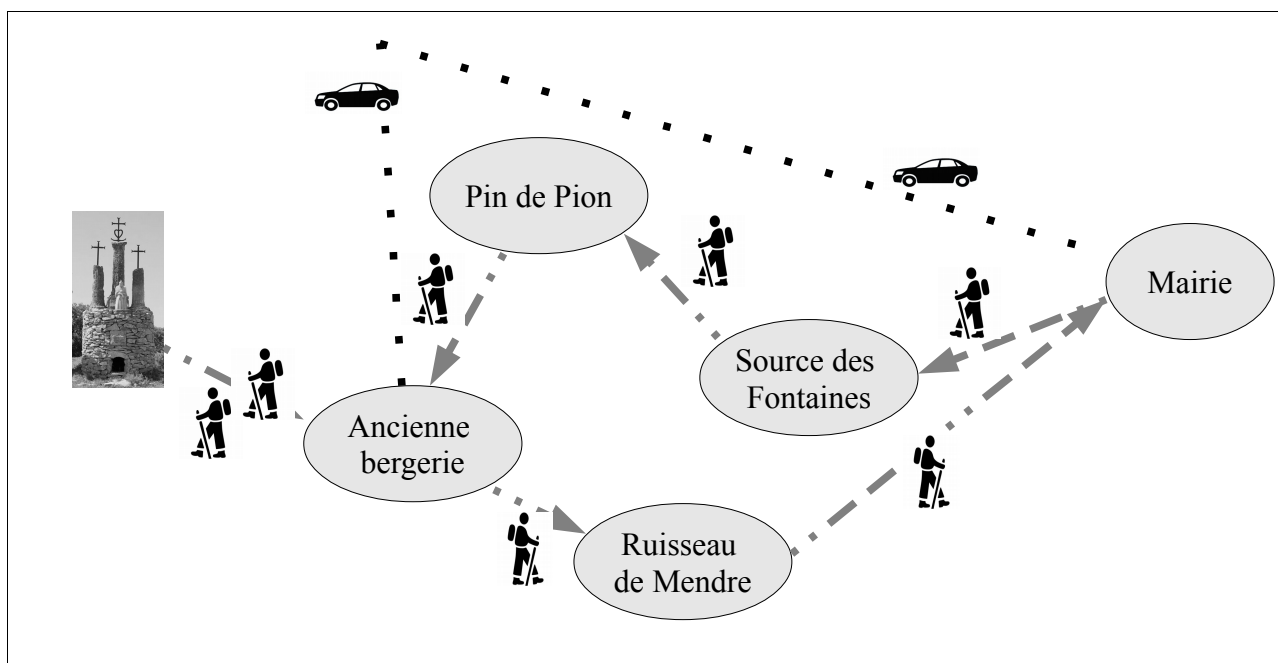 Pin de Pion
Mairie
Source des
Fontaines
Ancienne
bergerie
Ruisseau
de Mendre